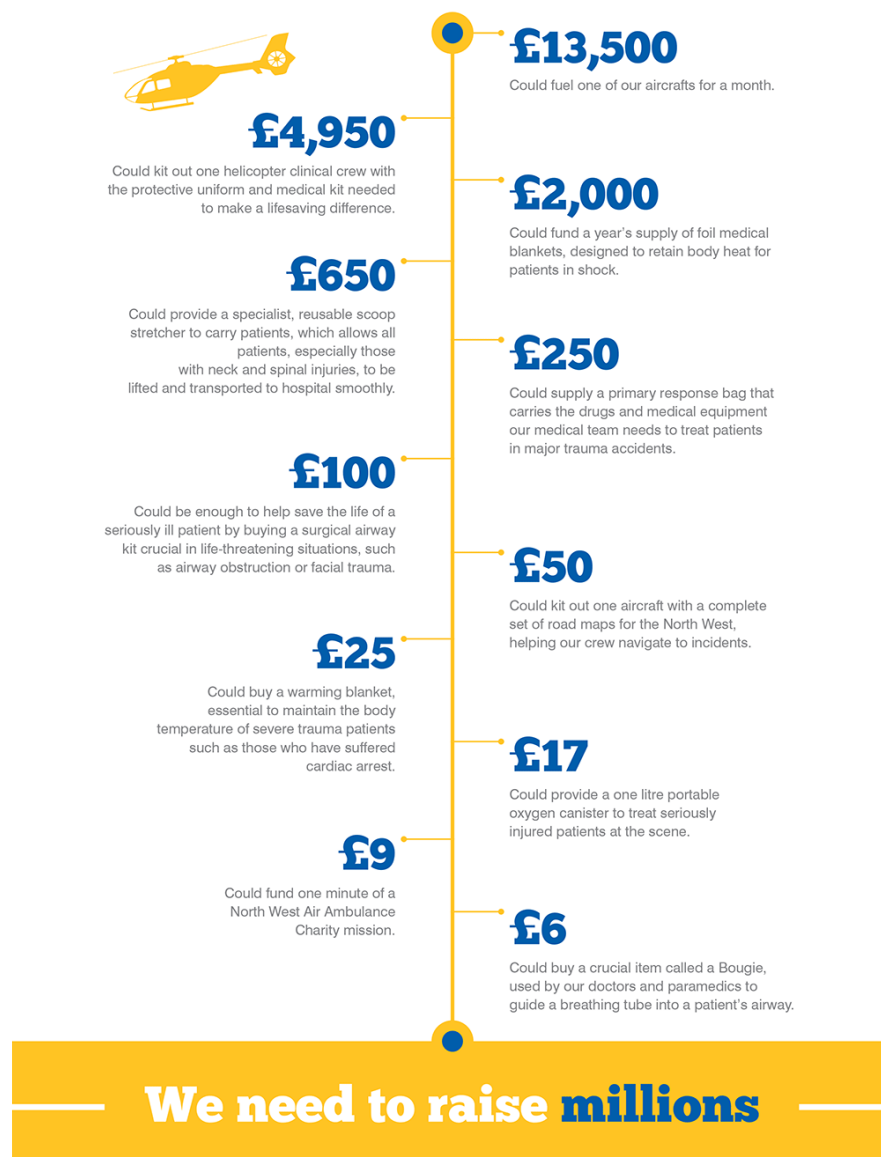 £13,500
Could fuel one of our aircrafts for a month.
£4,950
Could kit out one helicopter clinical crew with
the protective uniform and medical kit needed
to make a lifesaving difference.
£2,000
Could fund a year's supply of foil medical
blankets, designed to retain body heat for
patients in shock.
£650
Could provide a specialist, reusable scoop
stretcher to carry patients, which allows all
patients, especially those
with neck and spinal injuries, to be
lifted and transported to hospital smoothly.
£250
Could supply a primary response bag that
carries the drugs and medical equipment
our medical team needs to treat patients
in major trauma accidents.
£100
Could be enough to help save the life of a
seriously ill patient by buying a surgical airway
kit crucial in life-threatening situations, such
as airway obstruction or facial trauma.
£50
Could kit out one aircraft with a complete
set of road maps for the North West,
helping our crew navigate to incidents.
£25
Could buy a warming blanket,
essential to maintain the body
temperature of severe trauma patients
such as those who have suffered
cardiac arrest.
£17
Could provide a one litre portable
oxygen canister to treat seriously
injured patients at the scene.
£9
Could fund one minute of a
North West Air Ambulance
Charity mission.
£6
Could buy a crucial item called a Bougie,
used by our doctors and paramedics to
guide a breathing tube into a patient's airway.
We need to raise millions